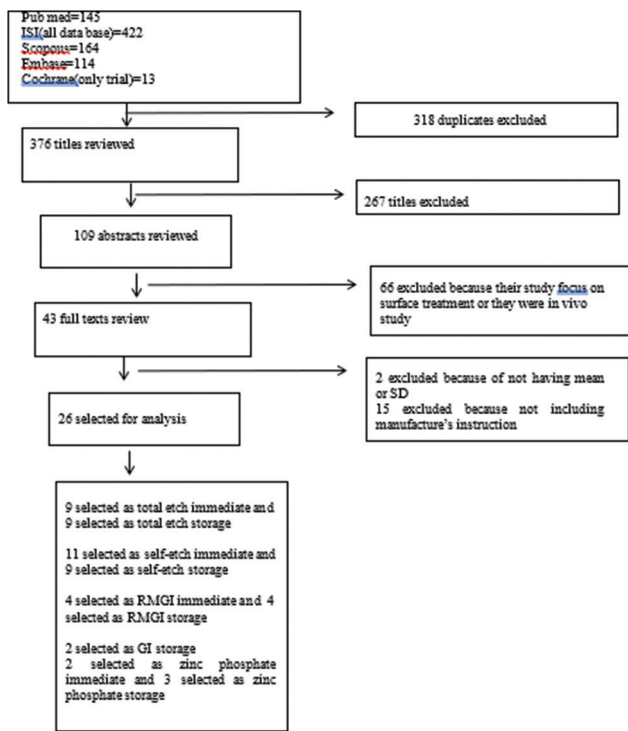 Pub med=145
ISI(all data base)=422
Scopous=164
Embase=114
Cochrane(only trial)=13
318 duplicates excluded
376 titles reviewed
267 titles excluded
109 abstracts reviewed
66 excluded because their study focus on
surface treatment or they were in vivo
study
43 full texts review
2 excluded because of not having mean
or SD
15 excluded because not including
manufacture's instruction
26 selected for analysis
9 selected as total etch immediate and
9 selected as total etch storage
11 selected as self-etch immediate and
9 selected as self-etch storage
4 selected as RMGI immediate and 4
selected as RMGI storage
2 selected as GI storage
2 selected as zinc phosphate
immediate and 3 selected as zinc
phosphate storage